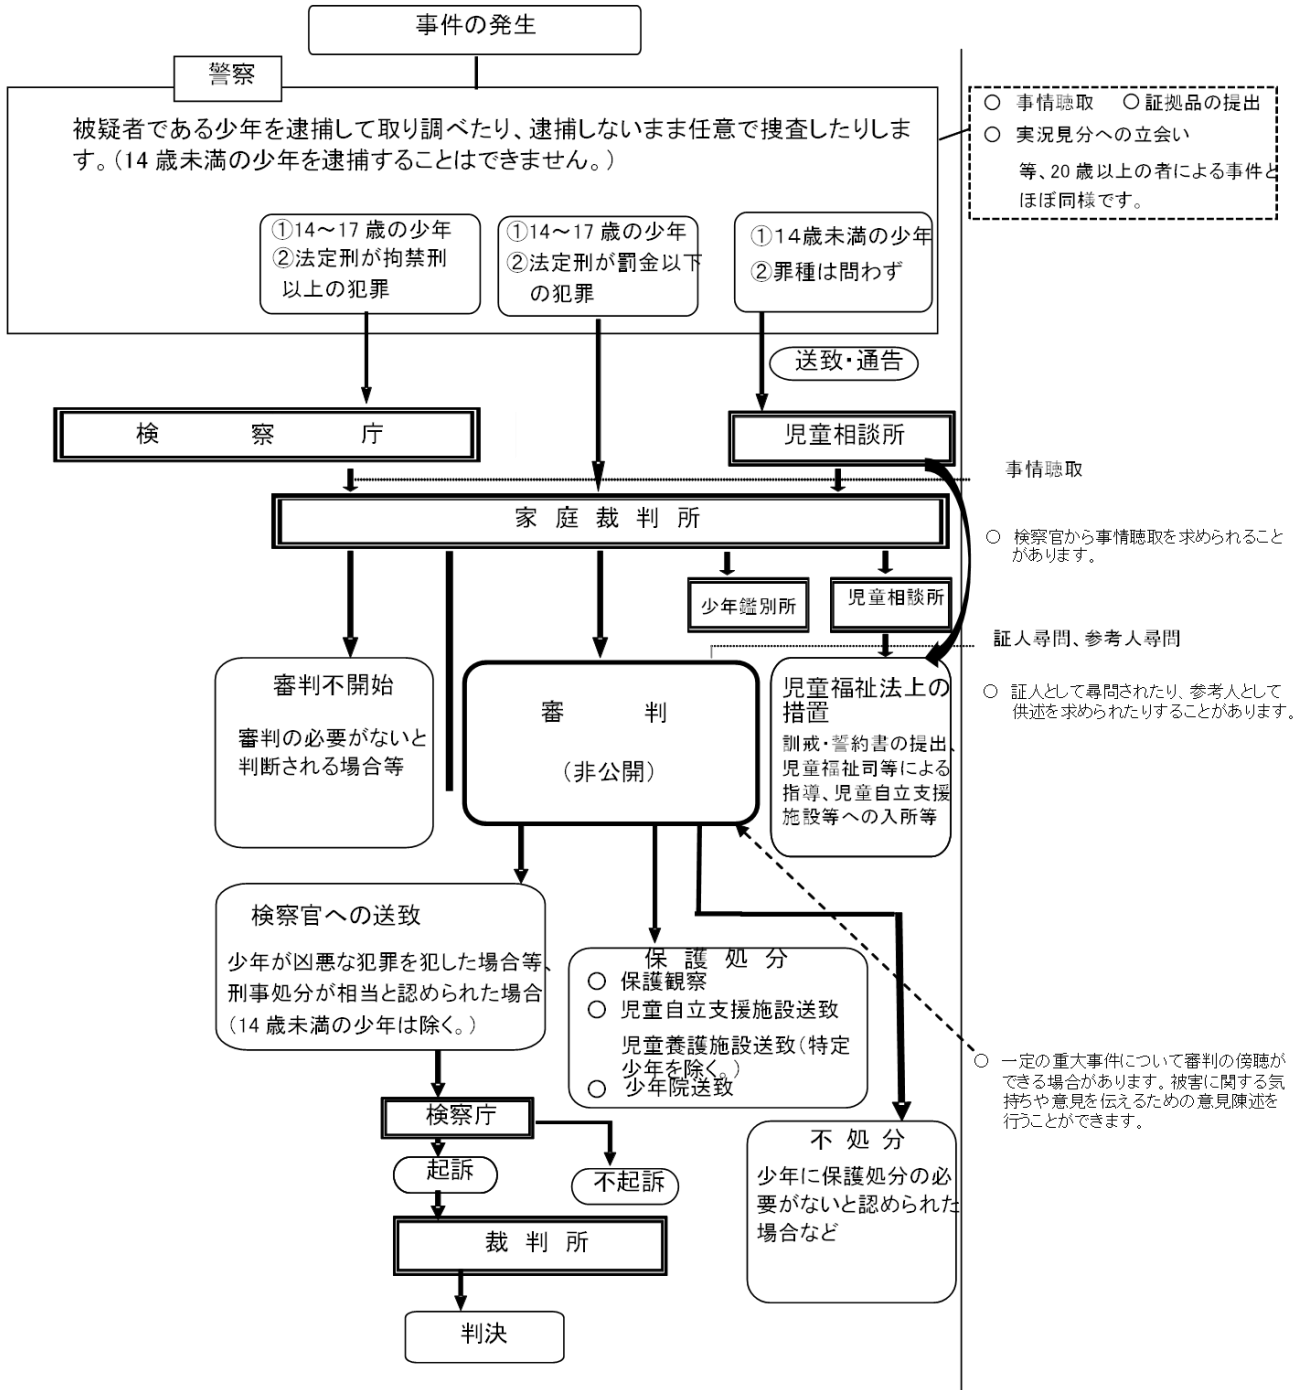 事件の発生
警察
被疑者である少年を逮捕して取り調べたり、逮捕しないまま任意で捜査したりしま
す。（14 歳未満の少年を逮捕することはできません。）
○ 事情聴取 ○証拠品の提出
○ 実況見分への立会い
等、20 歳以上の者による事件と
ほぼ同様です。
①14～17 歳の少年
②法定刑が拘禁刑
以上の犯罪
①14～17 歳の少年
②法定刑が罰金以下
の犯罪
①14歳未満の少年
②罪種は問わず
送致・通告
検察庁
児童相談所
事情聴取
家庭裁判所
○ 検察官から事情聴取を求められること
があります。
少年鑑別所
児童相談所
証人尋問、参考人尋問
○ 証人として尋問されたり、参考人として
供述を求められたりすることがあります。
審判不開始
審判の必要がないと
判断される場合等
審判
（非公開）
児童福祉法上の
措置
訓戒・誓約書の提出、
児童福祉司等による
指導、児童自立支援
施設等への入所等
検察官への送致
少年が凶悪な犯罪を犯した場合等、
刑事処分が相当と認められた場合
（14 歳未満の少年は除く。）
保護処分
○ 保護観察
○ 児童自立支援施設送致
児童養護施設送致（特定
少年を除く。）
○ 少年院送致
○ 一定の重大事件について審判の傍聴が
できる場合があります。被害に関する気
持ちや意見を伝えるための意見陳述を
行うことができます。
検察庁
起訴
不起訴
不処分
少年に保護処分の必
要がないと認められた
場合など
裁判所
判決